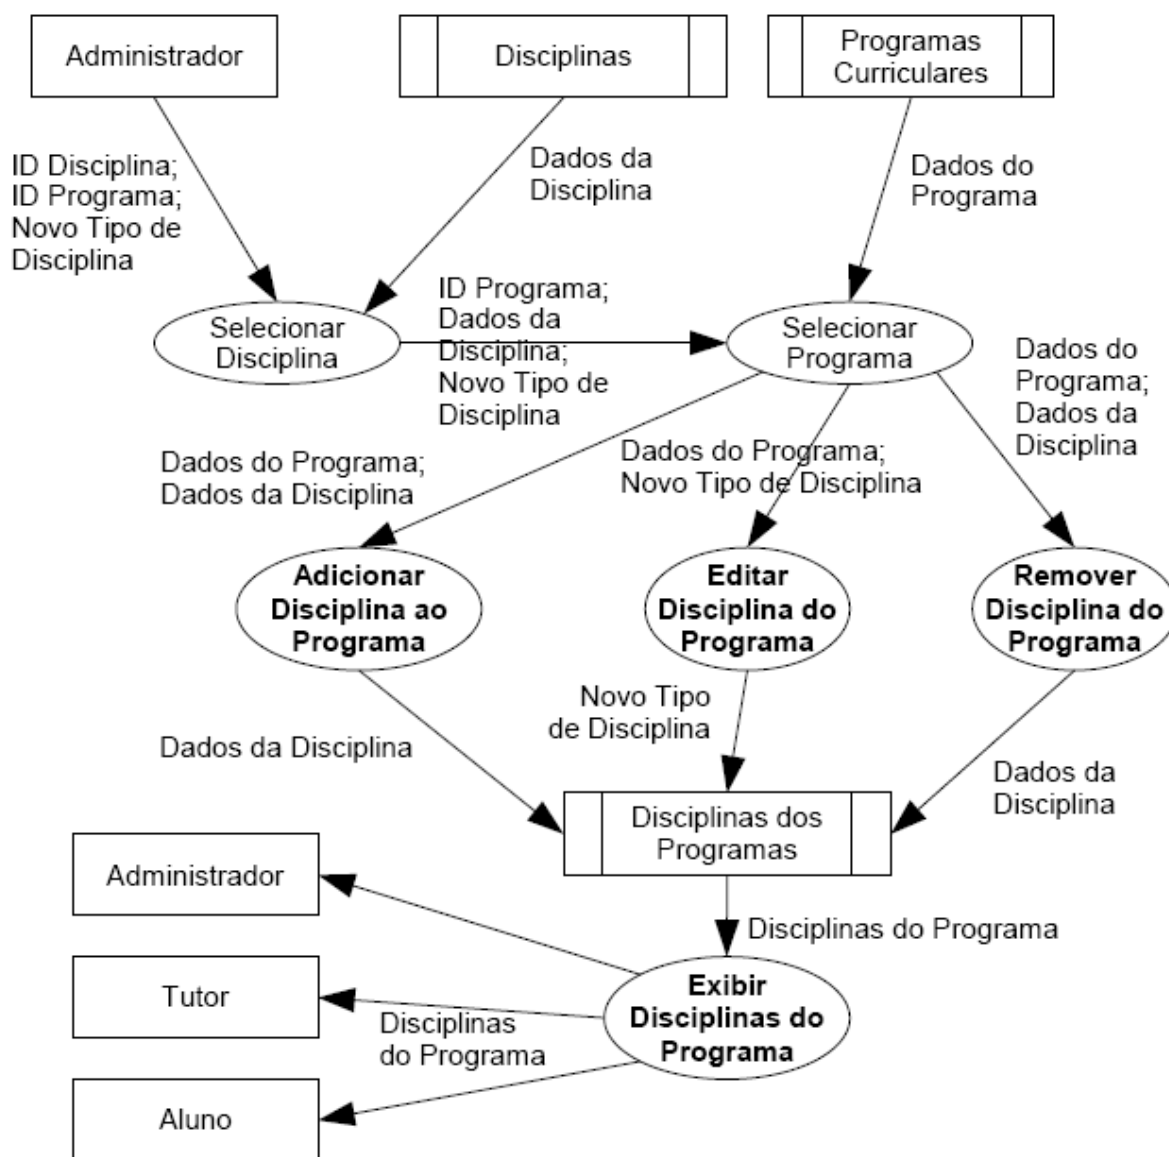 Administrador
Disciplinas
Programas
Curriculares
ID Disciplina;
ID Programa;
Novo Tipo de
Disciplina
Dados da
Disciplina
Dados do
Programa
Selecionar
Disciplina
ID Programa;
Dados da
Disciplina;
Novo Tipo de
Disciplina
Selecionar
Programa
Dados do
Programa;
Dados da
Disciplina
Dados do Programa;
Dados da Disciplina
Dados do Programa;
Novo Tipo de Disciplina
Adicionar
Disciplina ao
Programa
Editar
Disciplina do
Programa
Remover
Disciplina do
Programa
Dados da Disciplina
Novo Tipo
de Disciplina
Dados da
Disciplina
Disciplinas dos
Programas
Administrador
Disciplinas do Programa
Tutor
Disciplinas
do Programa
Exibir
Disciplinas do
Programa
Aluno